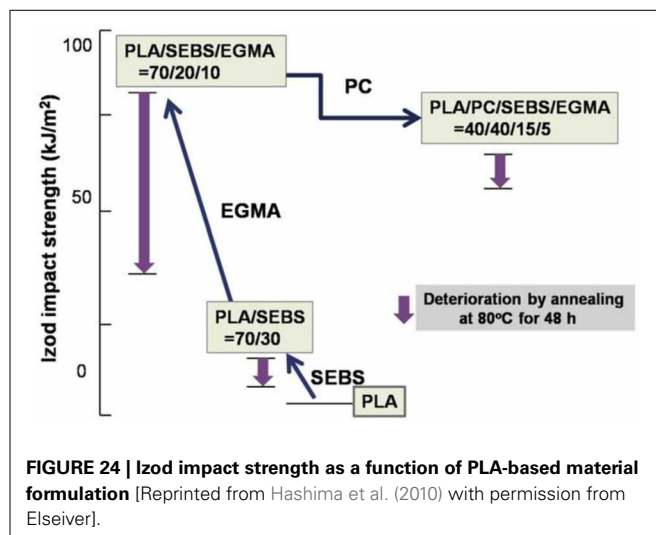 100
PLA/SEBS/EGMA
=70/20/10
PC
PLA/PC/SEBS/EGMA
=40/40/15/5
Izod impact strength (kJ/m²)
50
EGMA
PLA/SEBS
=70/30
Deterioration by annealing
at 80ºC for 48 h
0
SEBS
PLA
FIGURE 24 | Izod impact strength as a function of PLA-based material
formulation [Reprinted from Hashima et al. (2010) with permission from
Elseiver].